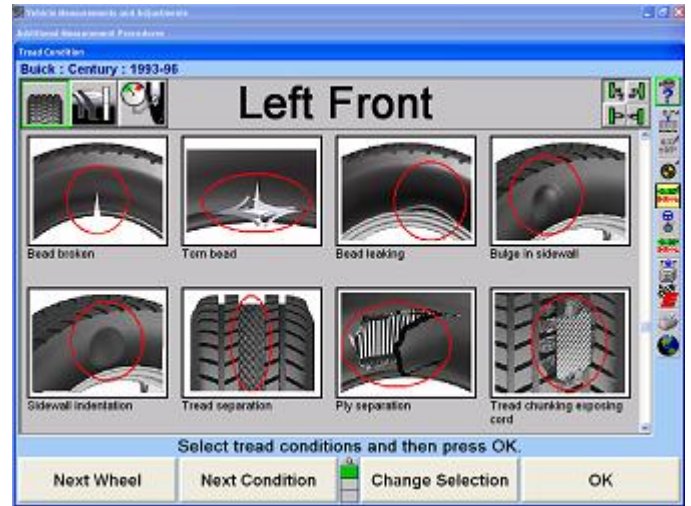 Vehicle Measurements and Adjustments
Additional Measurement Procedures
Tread Condition
Buick : Century : 1993-96
Left Front
Bead broken
Torn bead
Bead leaking
Bulge in sidewall
Sidewall indentation
Tread separation
Ply separation
Tread chunking exposing
cord
Select tread conditions and then press OK.
Next Wheel
Next Condition
Change Selection
OK